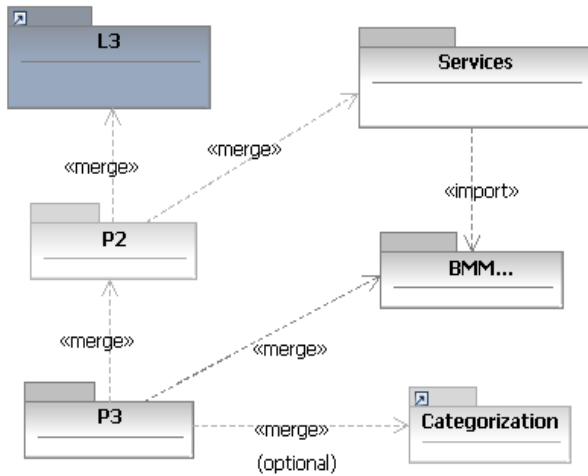 L3
Services
«merge»
«merge»
«import»
P2
BMM...
«merge»
«merge»
P3
«merge»
Categorization
(optional)